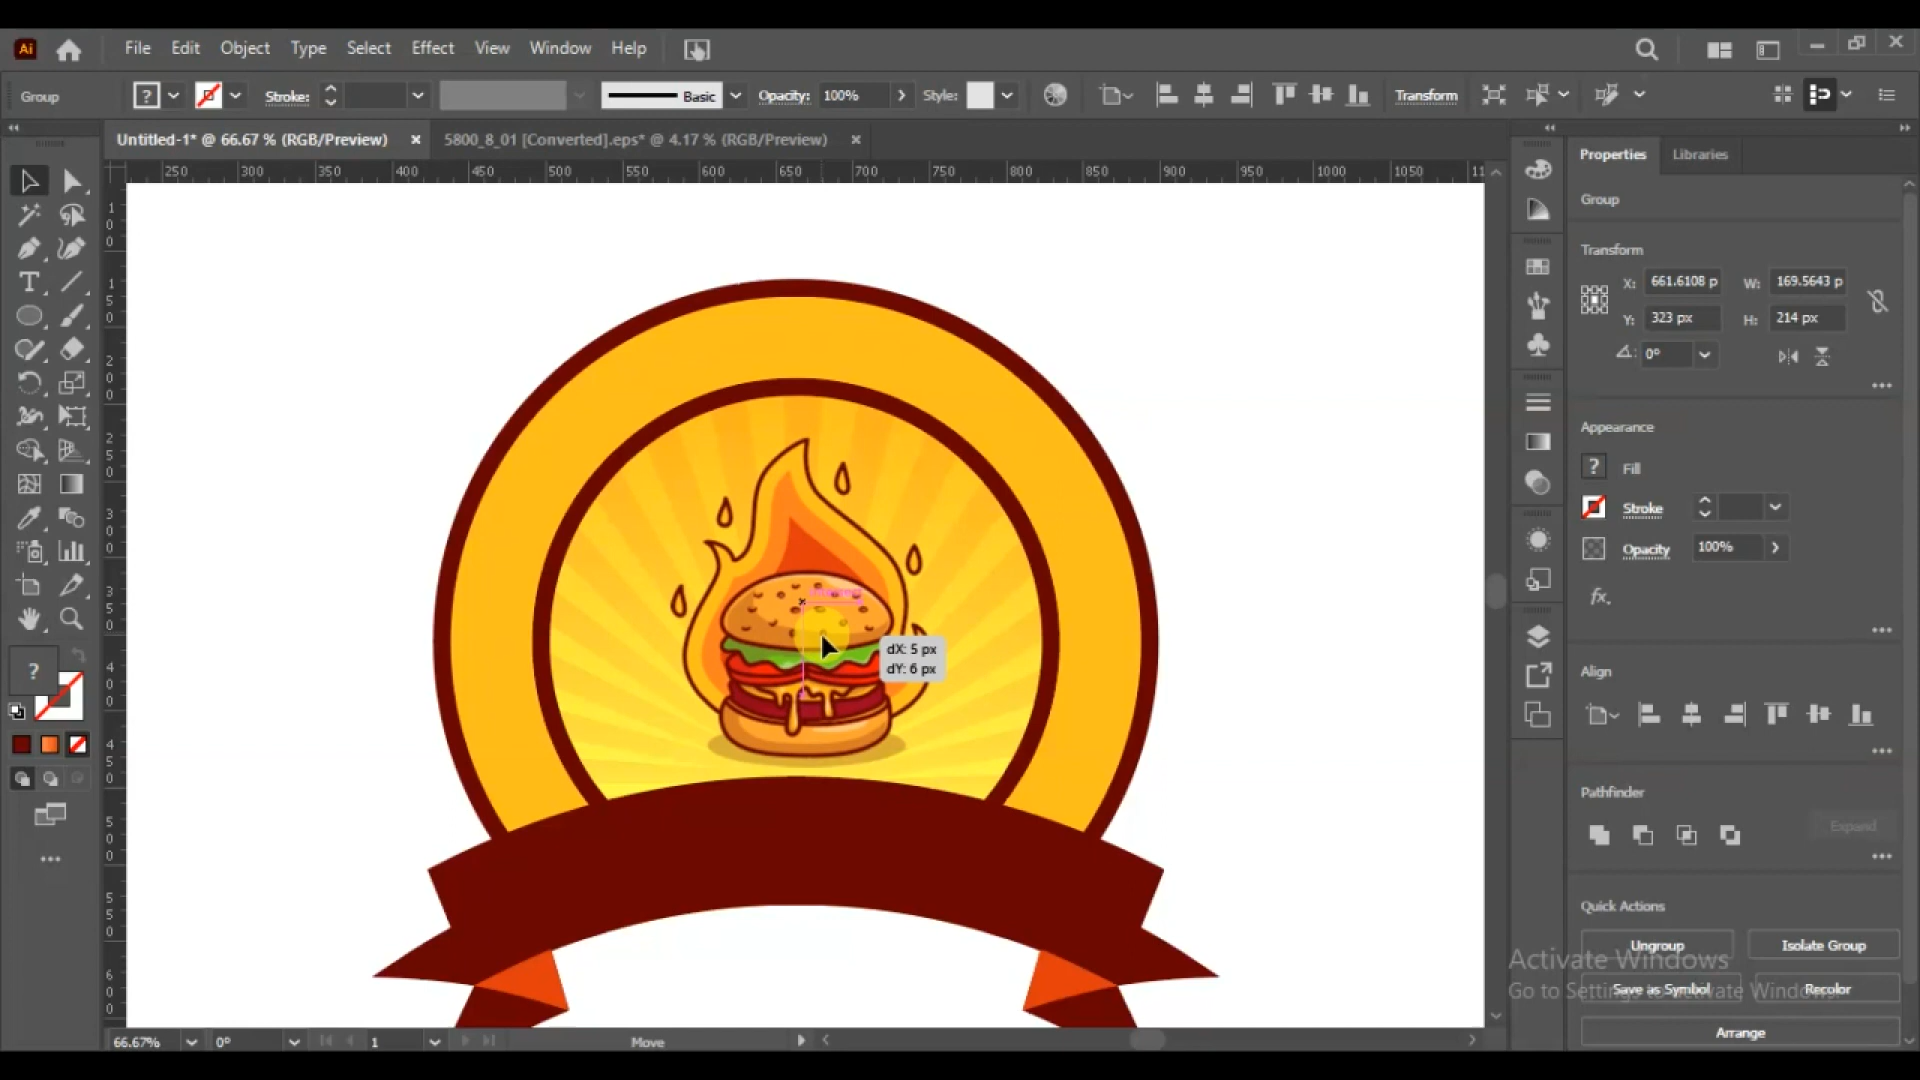 Ai File Edit Object Type Select Effect View Window Help
Group ? Stroke: Basic Opacity: 100% Style: Transform
Untitled-1* @ 66.67 % (RGB/Preview) × 5800_8_01 [Converted].eps* @ 4.17 % (RGB/Preview) ×
250 300 350 400 450 500 550 600 650 700 750 800 850 900 950 1000 1050 11
Properties Libraries
Group
Transform
X: 661.6108 p W: 169.5643 p
Y: 323 px H: 214 px
0°
Appearance
? Fill
Stroke
Opacity 100%
fx.
dX: 5 px
dY: 6 px
?
Align
Pathfinder
Expand
Quick Actions
Ungroup Isolate Group
Activate Windows
Save as Symbol Recolor
Go to Settings to activate Windows.
Arrange
66.67% 0° 1 Move